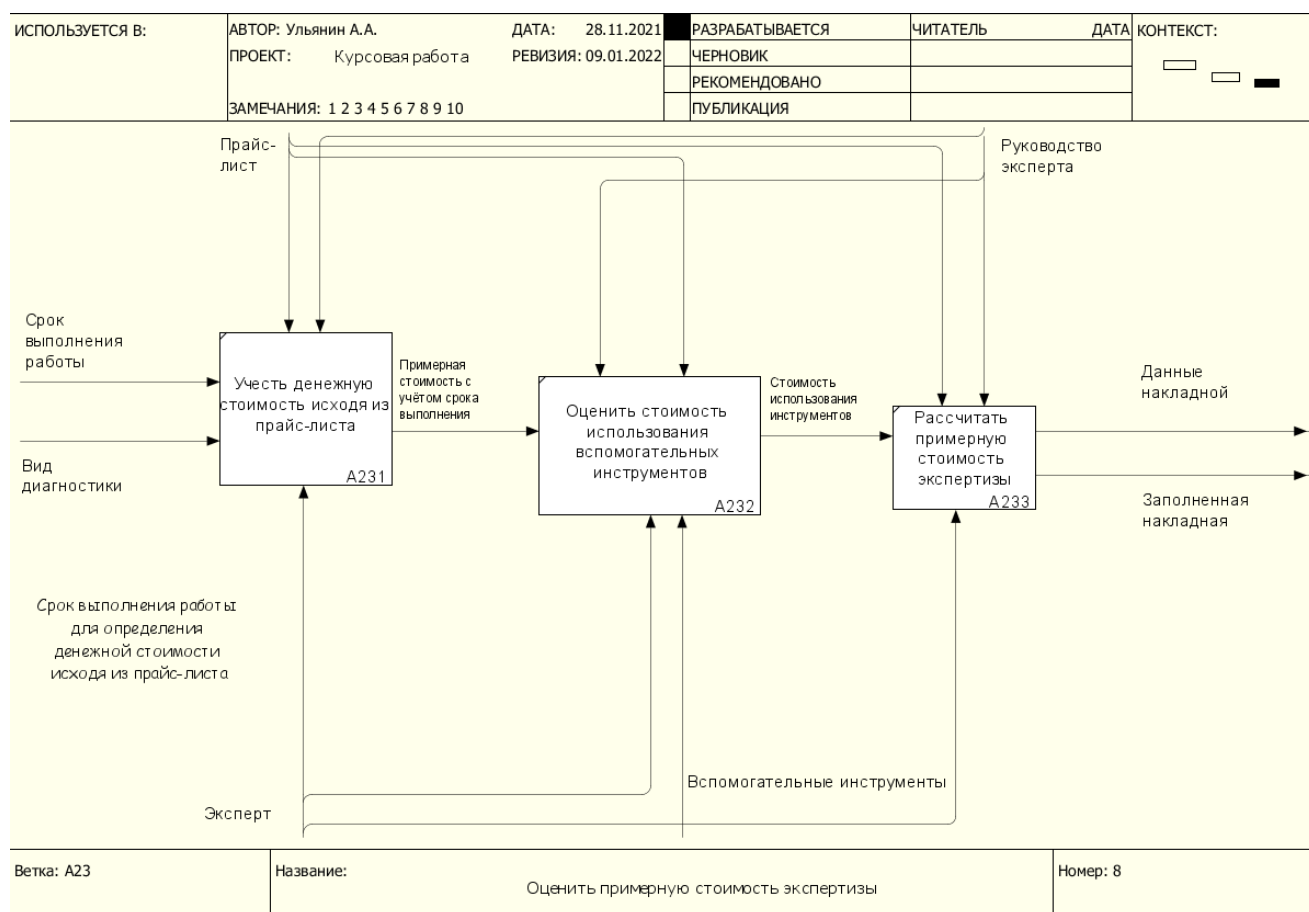 ИСПОЛЬЗУЕТСЯ В:
АВТОР: Ульянин А.А.
ДАТА: 28.11.2021
РАЗРАБАТЫВАЕТСЯ
ЧИТАТЕЛЬ
ДАТА
КОНТЕКСТ:
ПРОЕКТ: Курсовая работа
РЕВИЗИЯ: 09.01.2022
ЧЕРНОВИК
РЕКОМЕНДОВАНО
ЗАМЕЧАНИЯ: 1 2 3 4 5 6 7 8 9 10
ПУБЛИКАЦИЯ
Прайс-
лист
Руководство
эксперта
Срок
выполнения
работы
Вид
диагностики
Учесть денежную
стоимость исходя из
прайс-листа
A231
Примерная
стоимость с
учётом срока
выполнения
Оценить стоимость
использования
вспомогательных
инструментов
A232
Стоимость
использования
инструментов
Рассчитать
примерную
стоимость
экспертизы
A233
Данные
накладной
Заполненная
накладная
Срок выполнения работы
для определения
денежной стоимости
исходя из прайс-листа
Эксперт
Вспомогательные инструменты
Ветка: A23
Название:
Оценить примерную стоимость экспертизы
Номер: 8